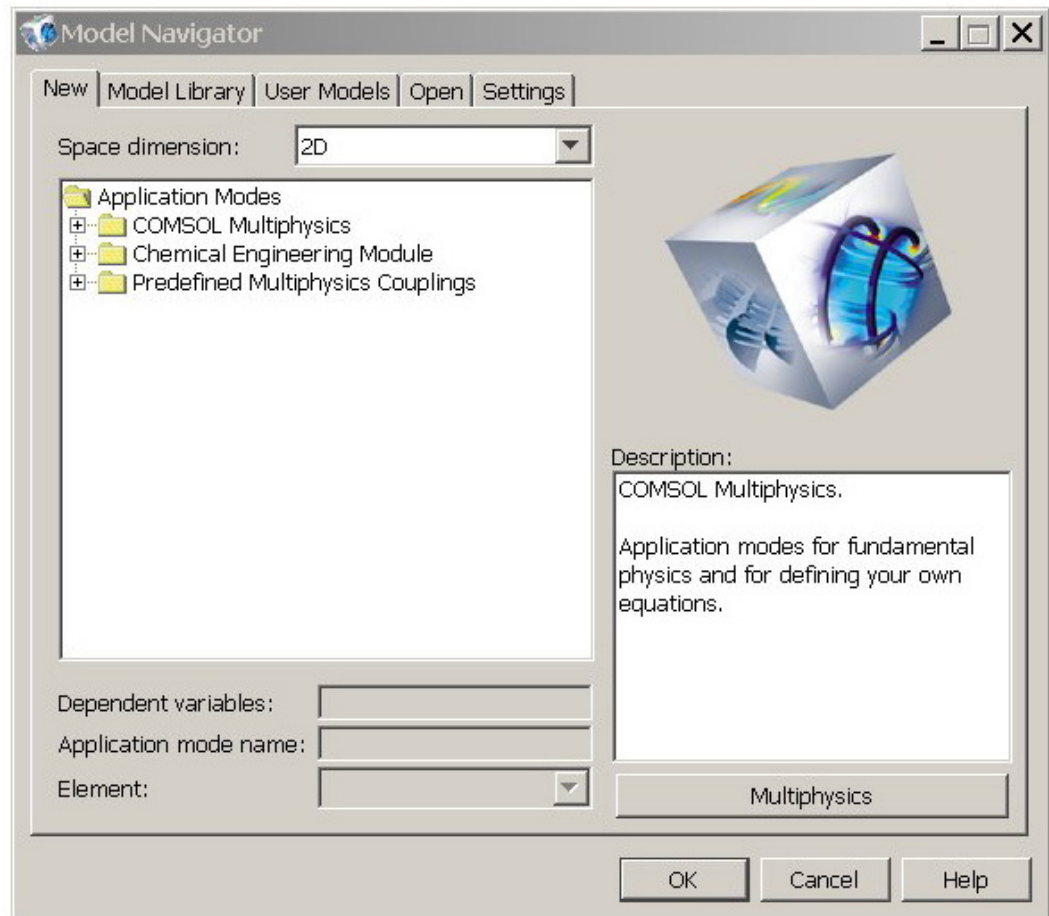 Model Navigator
New Model Library User Models Open Settings
Space dimension: 2D
Application Modes
COMSOL Multiphysics
Chemical Engineering Module
Predefined Multiphysics Couplings
Description:
COMSOL Multiphysics.
Application modes for fundamental
physics and for defining your own
equations.
Dependent variables:
Application mode name:
Element:
Multiphysics
OK Cancel Help